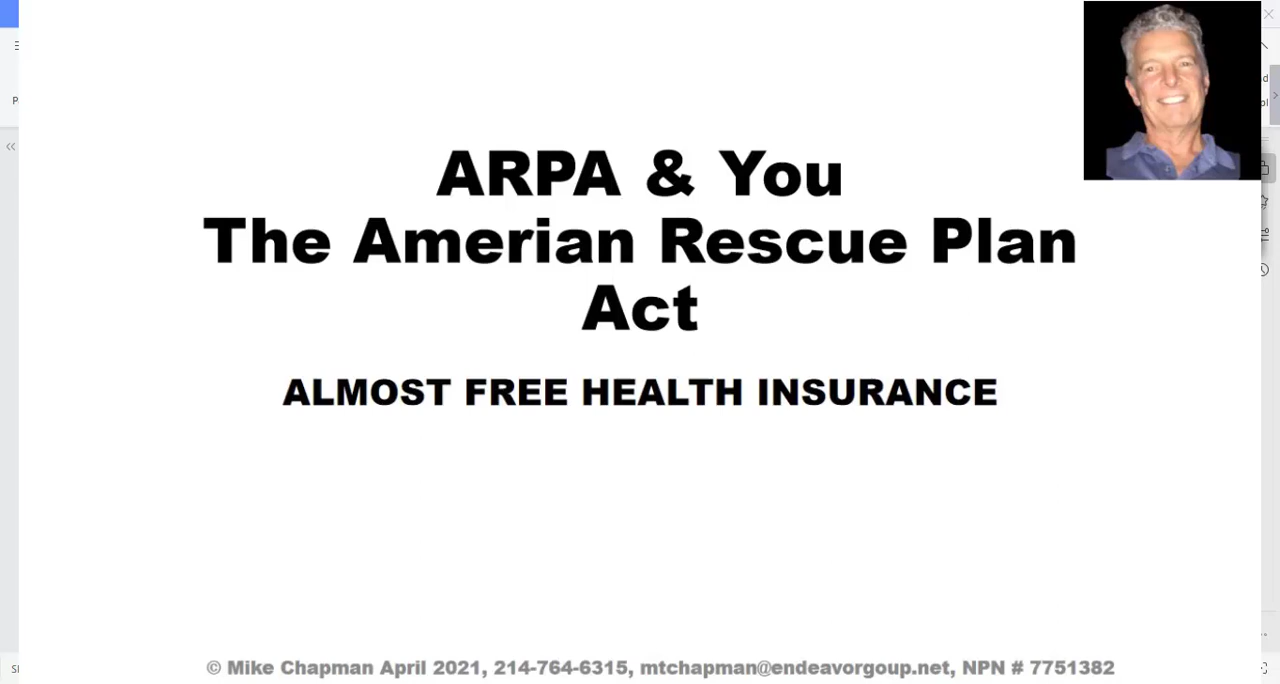 ARPA & You
The Amerian Rescue Plan
Act
ALMOST FREE HEALTH INSURANCE
© Mike Chapman April 2021, 214-764-6315, mtchapman@endeavorgoup.net, NPN # 7751382